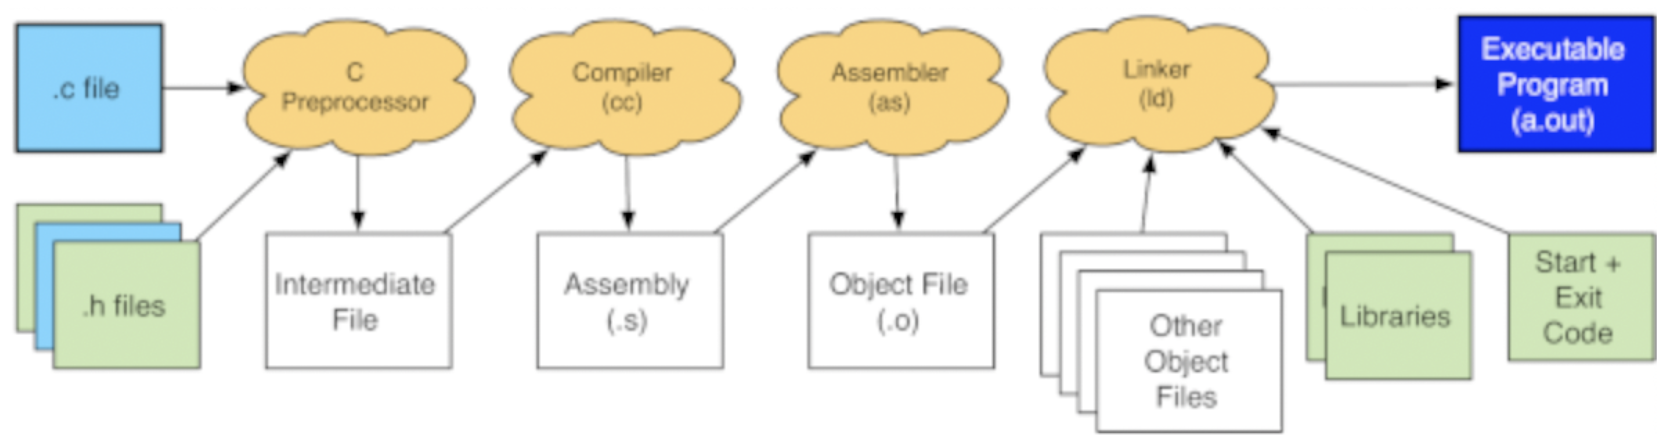 .c file
C
Preprocessor
Compiler
(cc)
Assembler
(as)
Linker
(ld)
Executable
Program
(a.out)
.h files
Intermediate
File
Assembly
(.s)
Object File
(.o)
Other
Object
Files
Libraries
Start +
Exit
Code